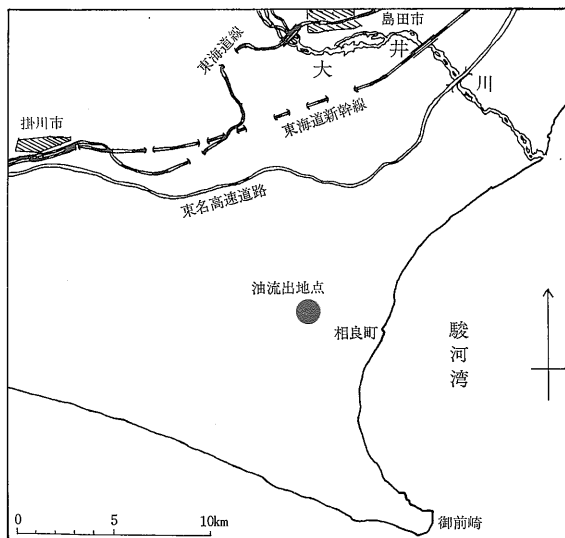 島田市
東海道線
大井川
掛川市
東海道新幹線
東名高速道路
油流出地点
相良町
駿河湾
御前崎
0 5 10km